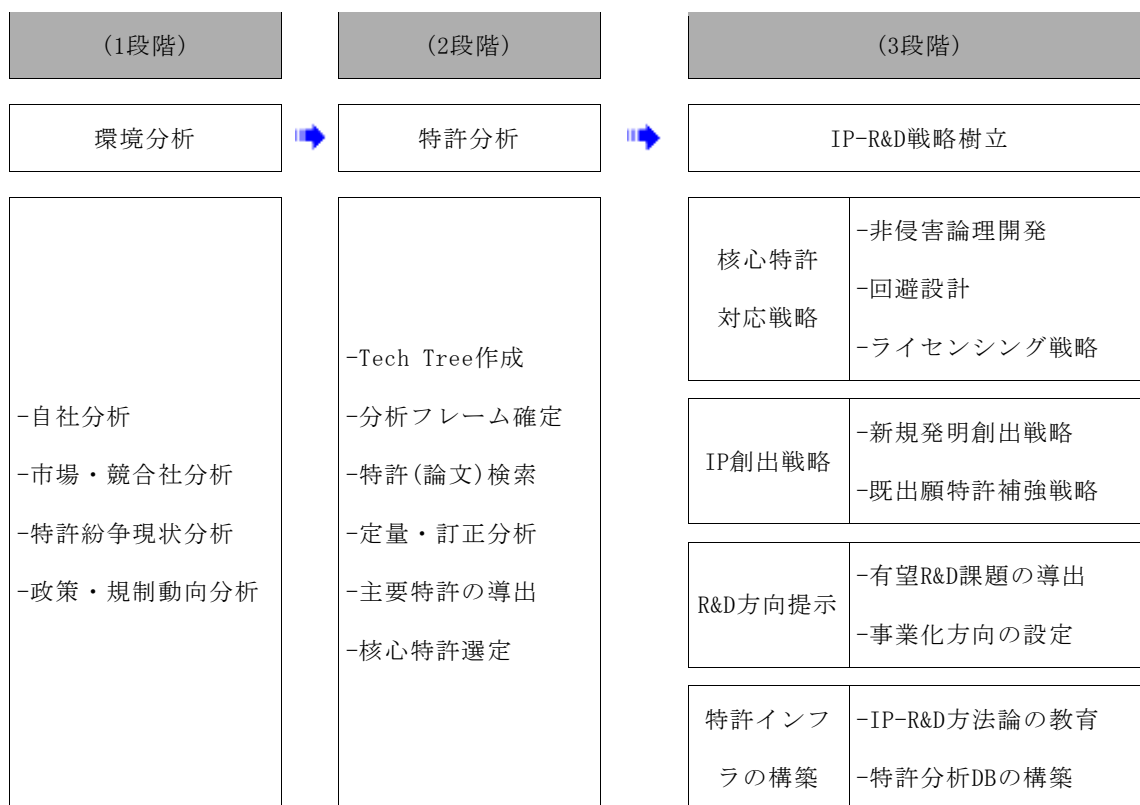 (1段階)
(2段階)
(3段階)
環境分析
特許分析
IP-R&D戦略樹立
-自社分析
-市場・競合社分析
-特許紛争現状分析
-政策・規制動向分析
-Tech Tree作成
-分析フレーム確定
-特許(論文)検索
-定量・訂正分析
-主要特許の導出
-核心特許選定
核心特許
対応戦略
-非侵害論理開発
-回避設計
-ライセンシング戦略
IP創出戦略
-新規発明創出戦略
-既出願特許補強戦略
R&D方向提示
-有望R&D課題の導出
-事業化方向の設定
特許インフ
ラの構築
-IP-R&D方法論の教育
-特許分析DBの構築